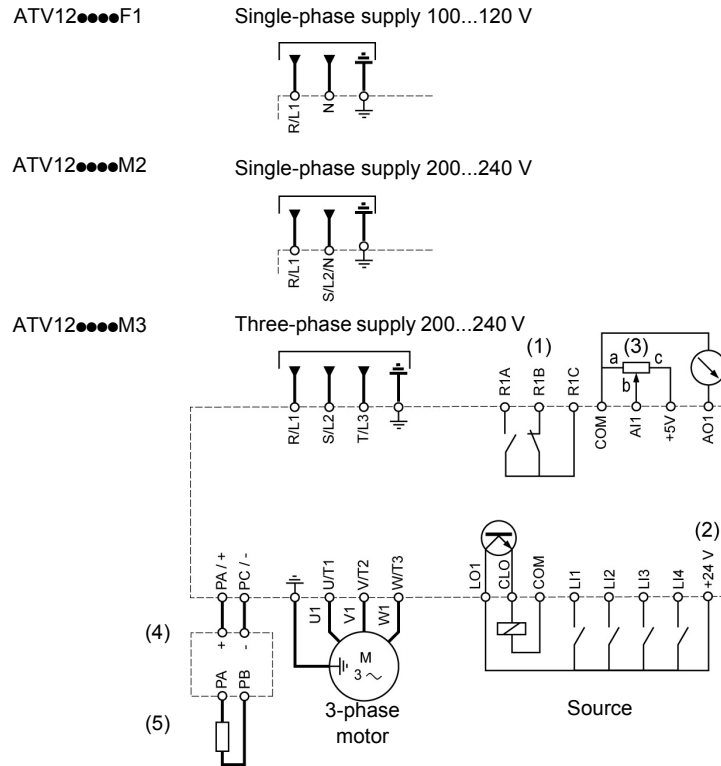 ATV12●●●●F1 Single-phase supply 100...120 V
R/L1 N
ATV12●●●●M2 Single-phase supply 200...240 V
R/L1 S/L2/N
ATV12●●●●M3 Three-phase supply 200...240 V
(1) (3)
a c
b
R/L1 S/L2 T/L3 R1A R1B R1C COM AI1 +5V AO1
(2)
PA / + PC / - U/T1 V/T2 W/T3 LO1 CLO COM LI1 LI2 LI3 LI4 +24 V
U1 V1 W1
(4) + -
M
3 ~
PA PB
(5)
3-phase
motor
Source